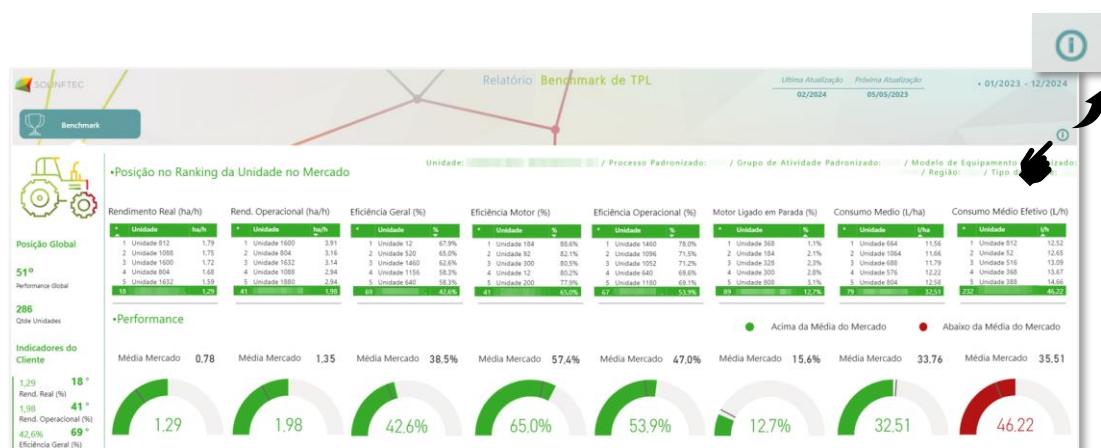 SOLINFTEC
Relatório Benchmark de TPL
Ultima Atualização Próxima Atualização
02/2024 05/05/2023
• 01/2023 - 12/2024
Benchmark
Unidade: / Processo Padronizado: / Grupo de Atividade Padronizado: / Modelo de Equipamento
/ Região: / Tipo
•Posição no Ranking da Unidade no Mercado
Rendimento Real (ha/h)
* Unidade ha/h
1 Unidade 812 1,79
2 Unidade 1088 1,75
3 Unidade 1600 1,72
4 Unidade 804 1,68
5 Unidade 1632 1,59
18 1,29
Rend. Operacional (ha/h)
* Unidade ha/h
1 Unidade 1600 3,91
2 Unidade 804 3,16
3 Unidade 1632 3,14
4 Unidade 1088 2,94
5 Unidade 1880 2,94
41 1,98
Eficiência Geral (%)
* Unidade %
1 Unidade 12 67,9%
2 Unidade 520 65,0%
3 Unidade 1460 62,6%
4 Unidade 1156 58,3%
5 Unidade 640 58,3%
69 42,6%
Eficiência Motor (%)
* Unidade %
1 Unidade 184 88,6%
2 Unidade 92 82,1%
3 Unidade 300 80,5%
4 Unidade 12 80,2%
5 Unidade 200 77,9%
41 65,0%
Eficiência Operacional (%)
* Unidade %
1 Unidade 1460 78,0%
2 Unidade 1096 71,5%
3 Unidade 1052 71,2%
4 Unidade 640 69,6%
5 Unidade 1180 69,1%
67 53,9%
Motor Ligado em Parada (%)
* Unidade %
1 Unidade 368 1,1%
2 Unidade 184 2,1%
3 Unidade 328 2,3%
4 Unidade 300 2,8%
5 Unidade 808 3,1%
89 12,7%
Consumo Medio (L/ha)
* Unidade l/ha
1 Unidade 664 11,56
2 Unidade 1064 11,66
3 Unidade 688 11,79
4 Unidade 576 12,22
5 Unidade 804 12,58
79 32,51
Consumo Médio Efetivo (L/h)
* Unidade l/h
1 Unidade 812 12,52
2 Unidade 52 12,65
3 Unidade 516 13,09
4 Unidade 368 13,67
5 Unidade 388 14,66
232 46,22
Posição Global
51º
Performance Global
286
Qtde Unidades
Indicadores do
Cliente
1,29 18 º
Rend. Real (%)
1,98 41 º
Rend. Operacional (%)
42,6% 69 º
Eficiência Geral (%)
•Performance
Acima da Média do Mercado Abaixo da Média do Mercado
Média Mercado 0,78 Média Mercado 1,35 Média Mercado 38,5% Média Mercado 57,4% Média Mercado 47,0% Média Mercado 15,6% Média Mercado 33,76 Média Mercado 35,51
1.29 1.98 42.6% 65.0% 53.9% 12.7% 32.51 46.22